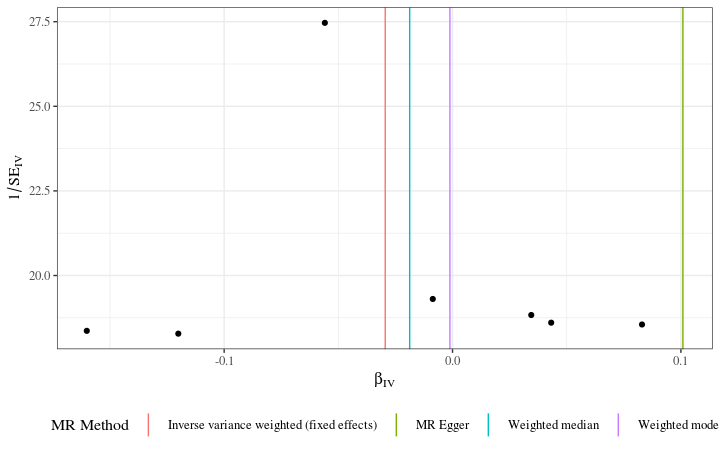 27.5
25.0
22.5
20.0
1/SE_IV
-0.1
0.0
0.1
β_IV
MR Method
Inverse variance weighted (fixed effects)
MR Egger
Weighted median
Weighted mode